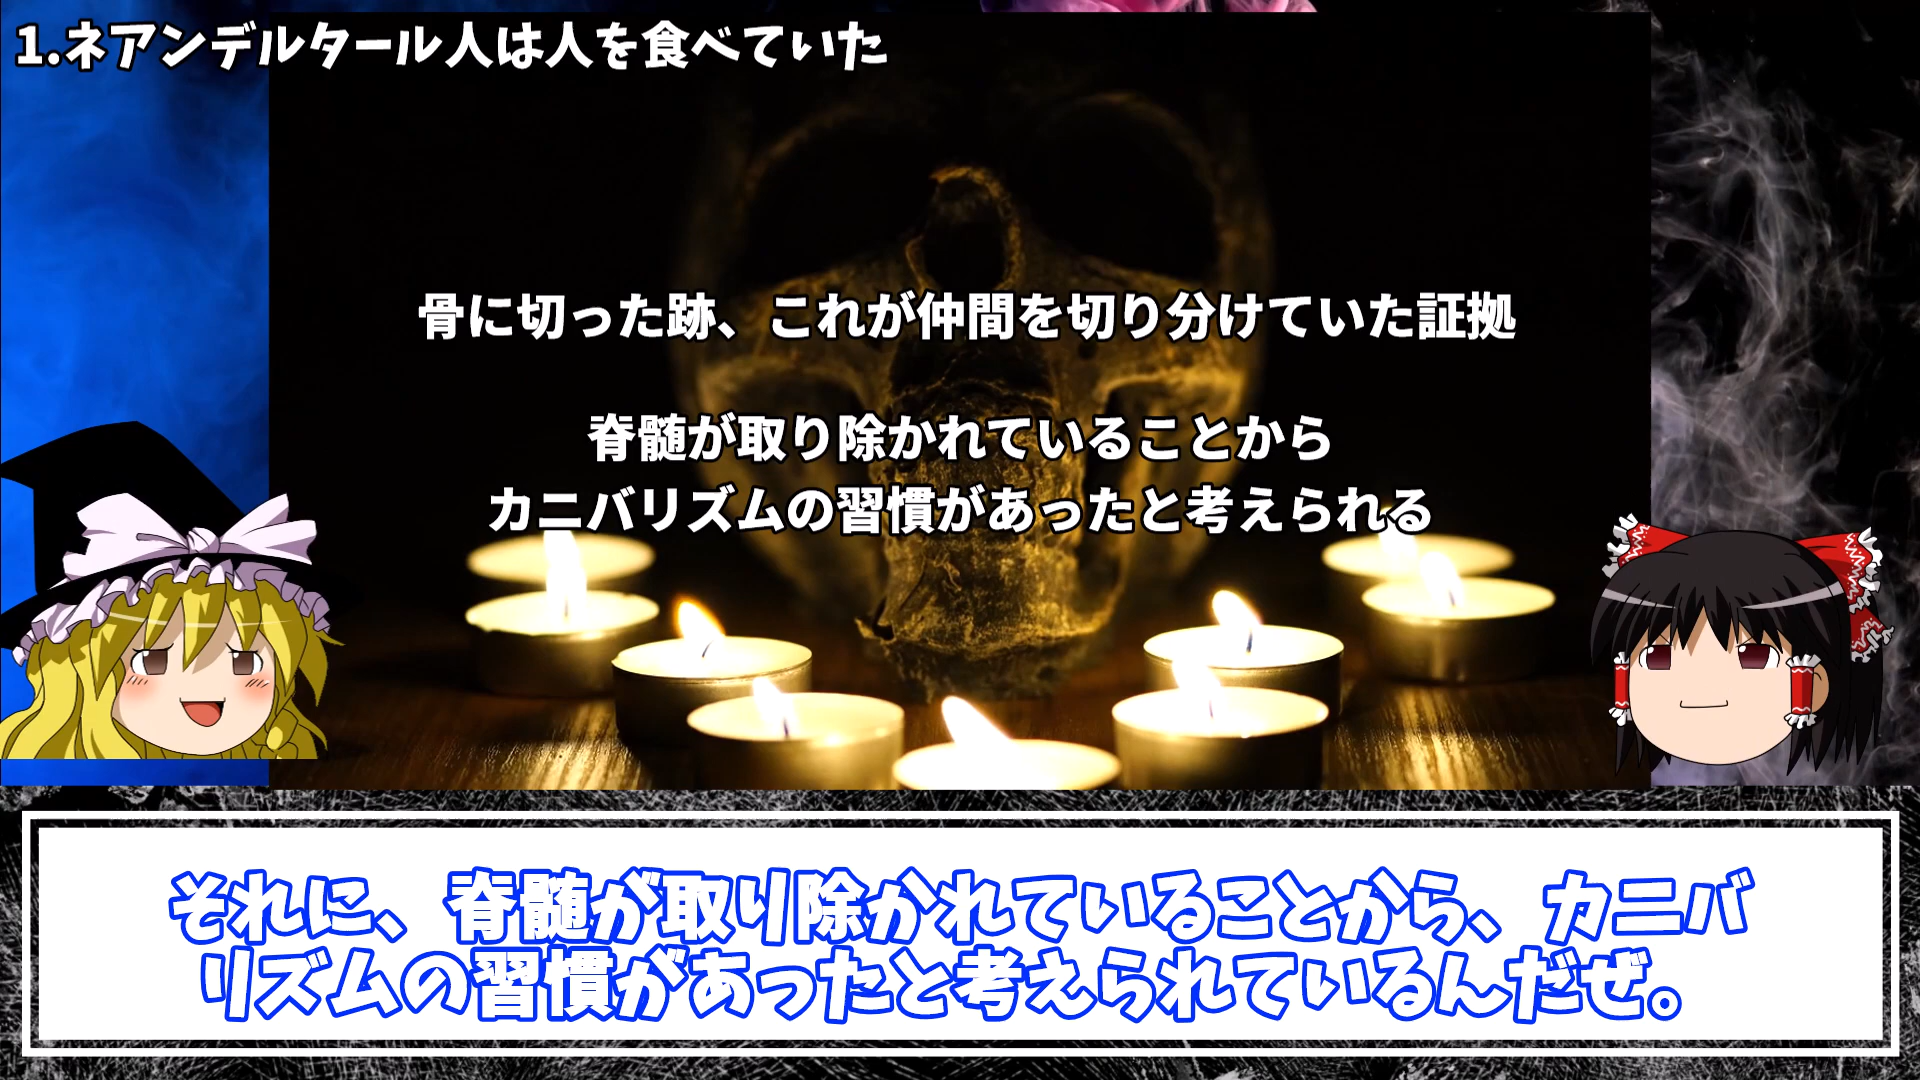 1.ネアンデルタール人は人を食べていた
骨に切った跡、これが仲間を切り分けていた証拠
脊髄が取り除かれていることから
カニバリズムの習慣があったと考えられる
それに、脊髄が取り除かれていることから、カニバ
リズムの習慣があったと考えられているんだぜ。